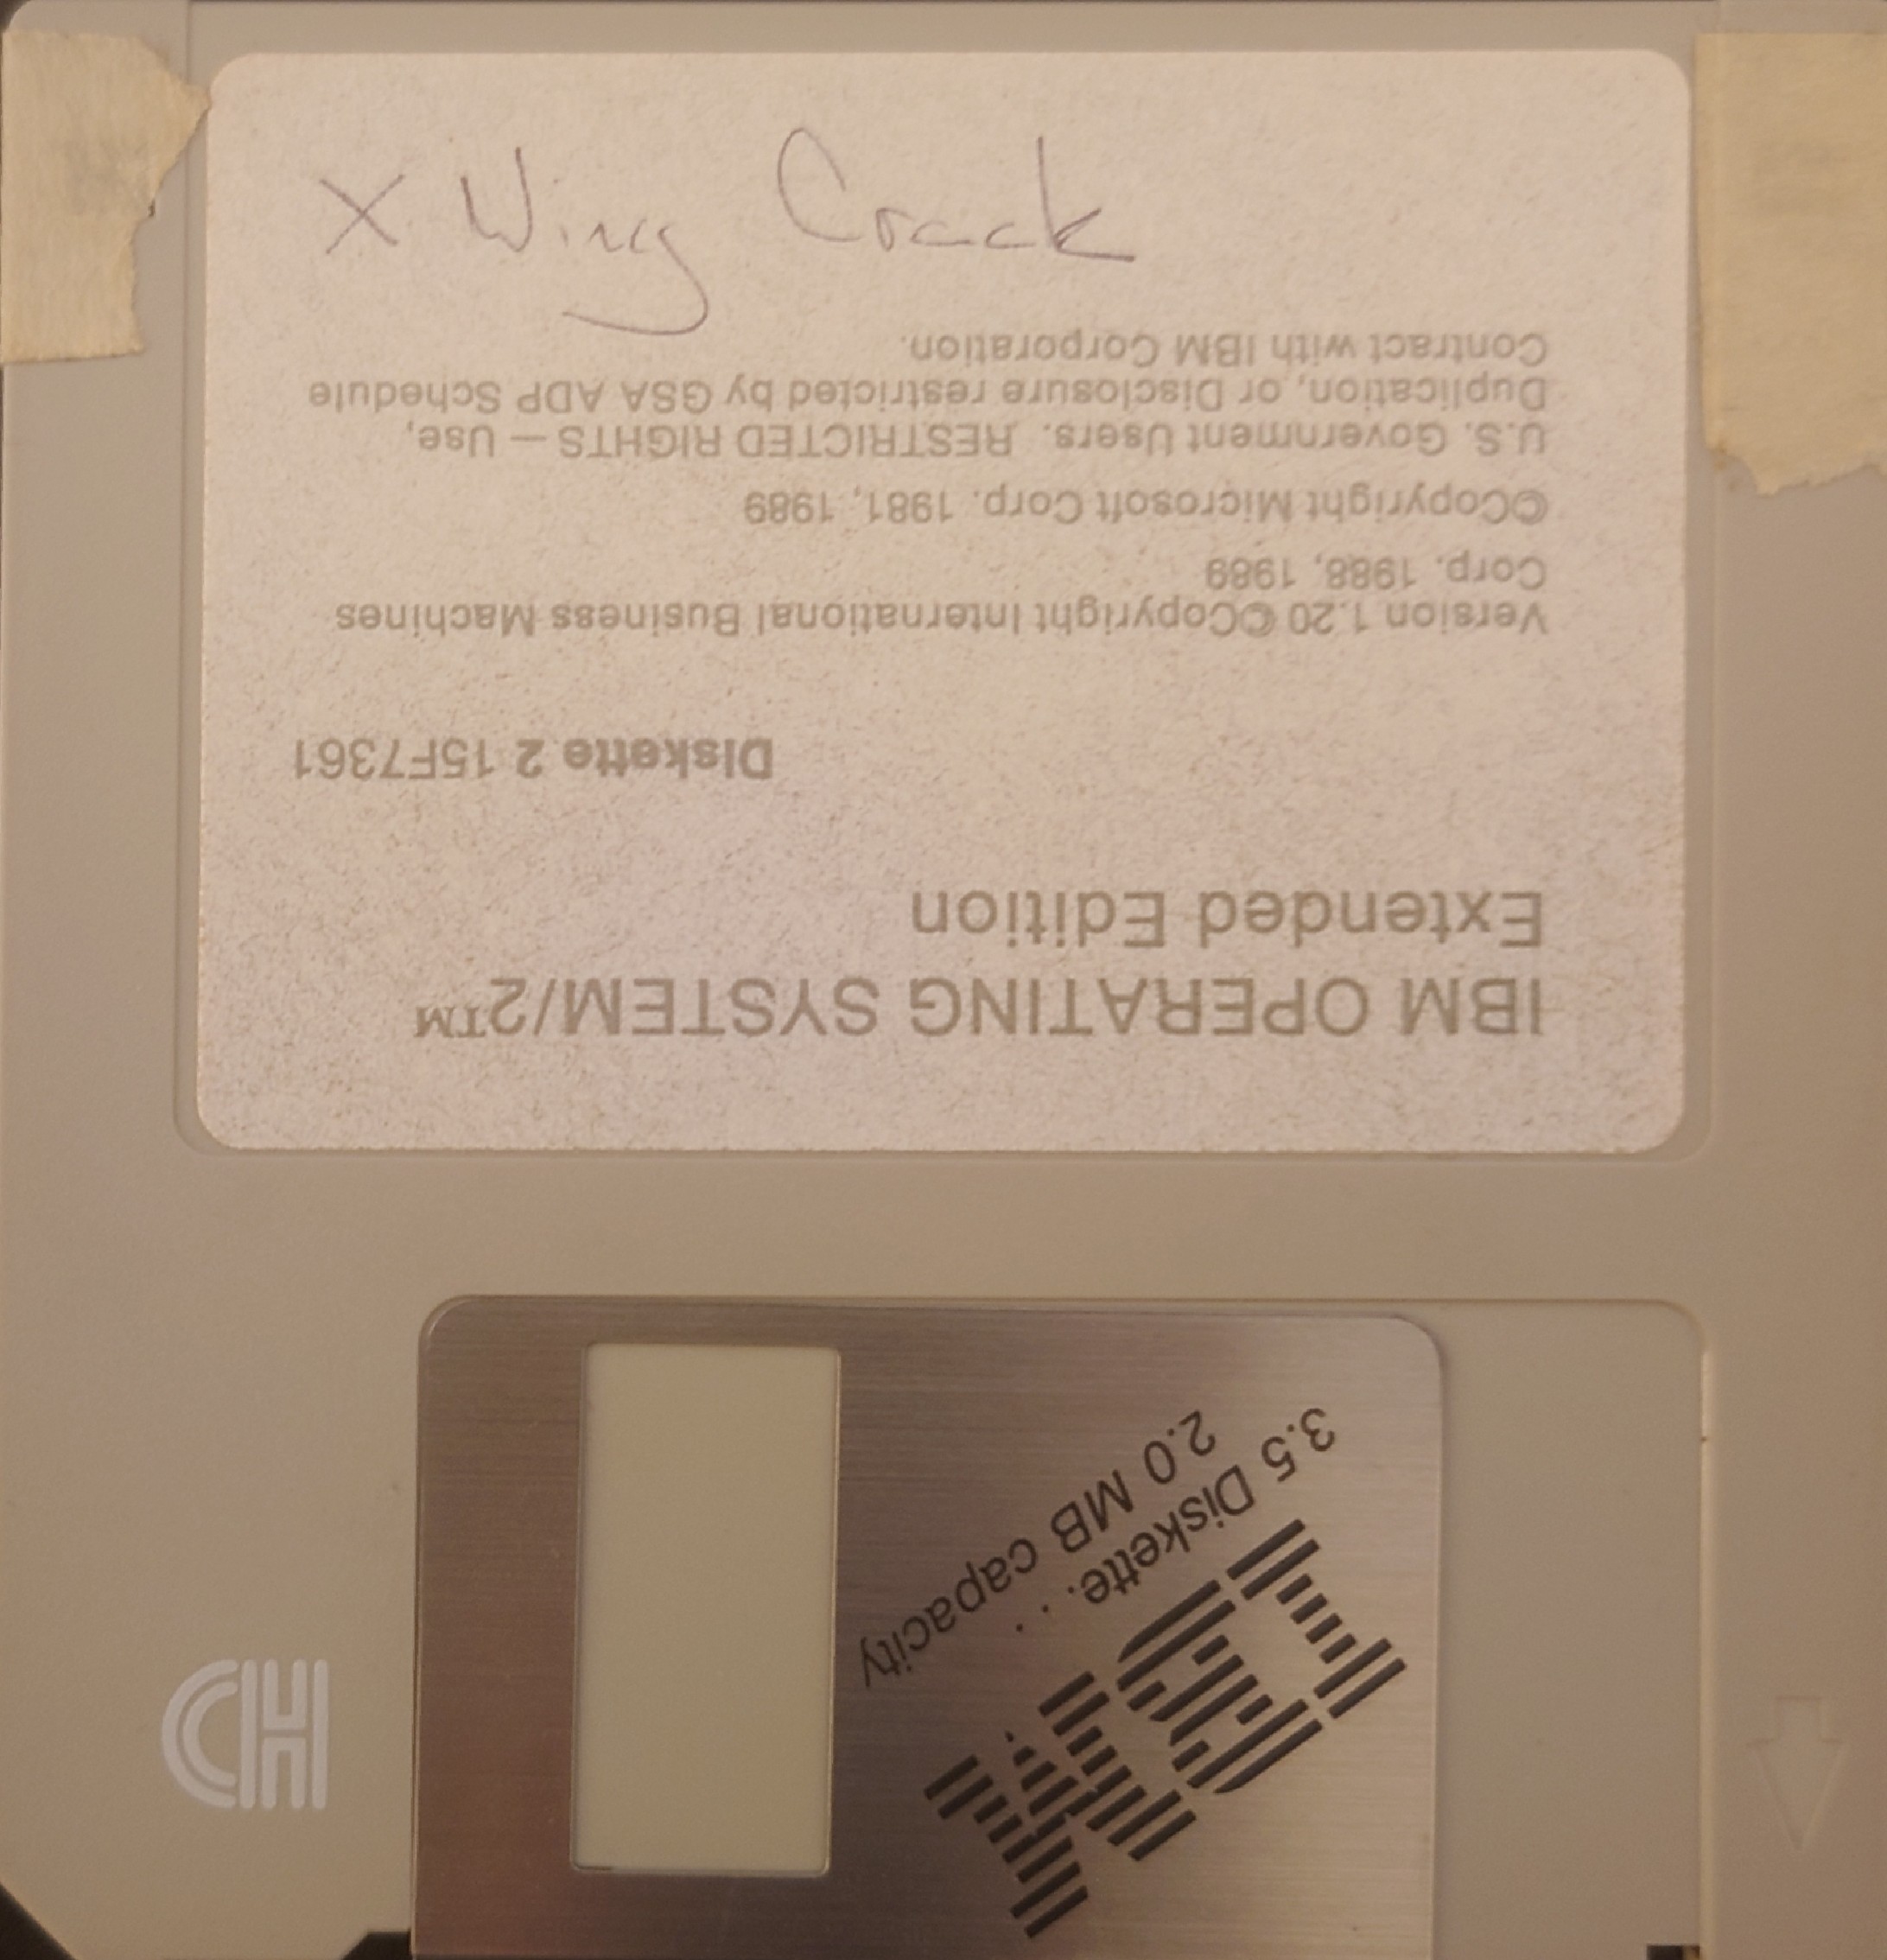 X Wing Crack
IBM OPERATING SYSTEM/2™
Extended Edition
Diskette 2 15F7361
Version 1.20 ©Copyright International Business Machines
Corp. 1988, 1989
©Copyright Microsoft Corp. 1981, 1989
U.S. Government Users. RESTRICTED RIGHTS — Use,
Duplication, or Disclosure restricted by GSA ADP Schedule
Contract with IBM Corporation.
IBM
3.5 Diskette. . .
2.0 MB capacity
HD